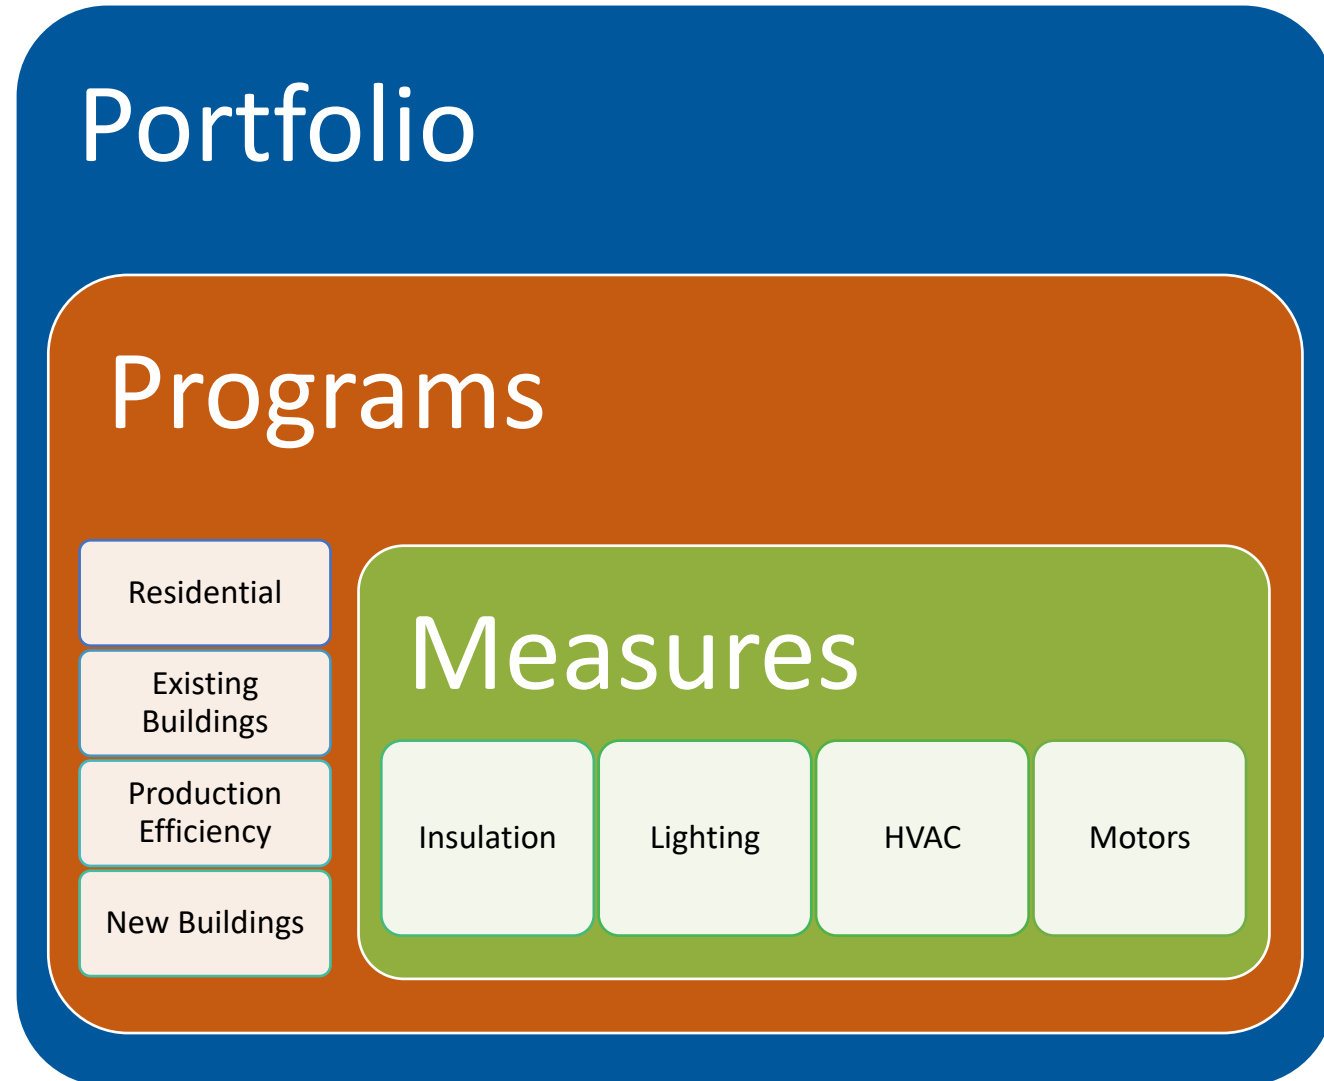 Portfolio
Programs
Residential
Existing
Buildings
Production
Efficiency
New Buildings
Measures
Insulation
Lighting
HVAC
Motors